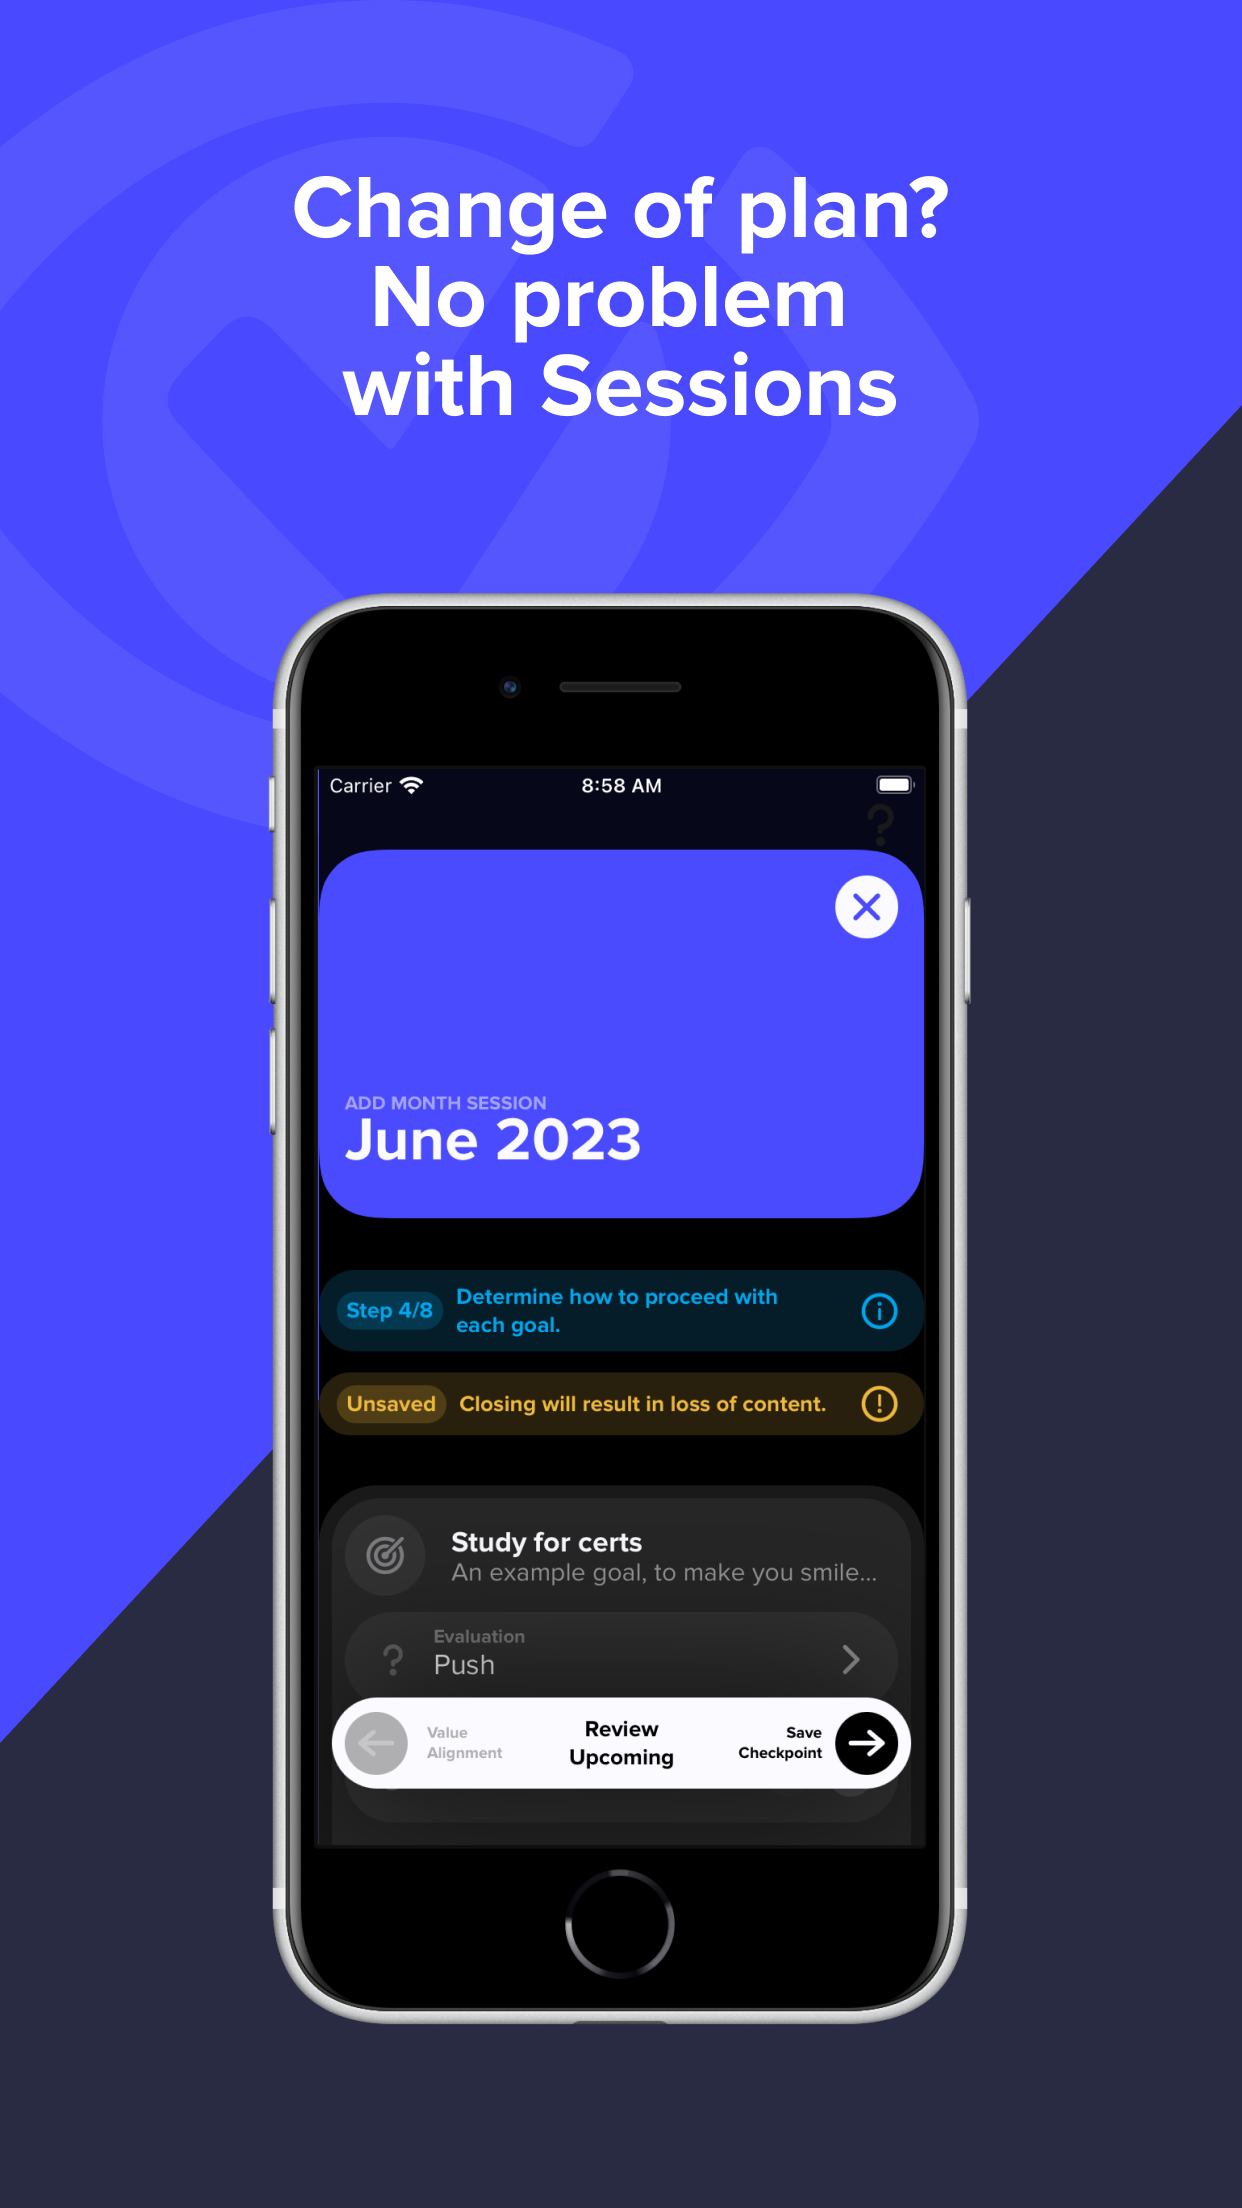 Change of plan?
No problem
with Sessions
Carrier
8:58 AM
?
ADD MONTH SESSION
June 2023
Step 4/8
Determine how to proceed with
each goal.
Unsaved
Closing will result in loss of content.
Study for certs
An example goal, to make you smile...
Evaluation
?
Push
Value
Alignment
Review
Upcoming
Save
Checkpoint